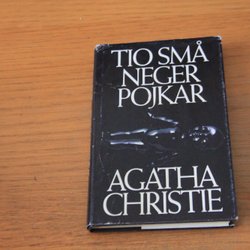 TIO SMÅ
NEGER
POJKAR
AGATHA
CHRISTIE